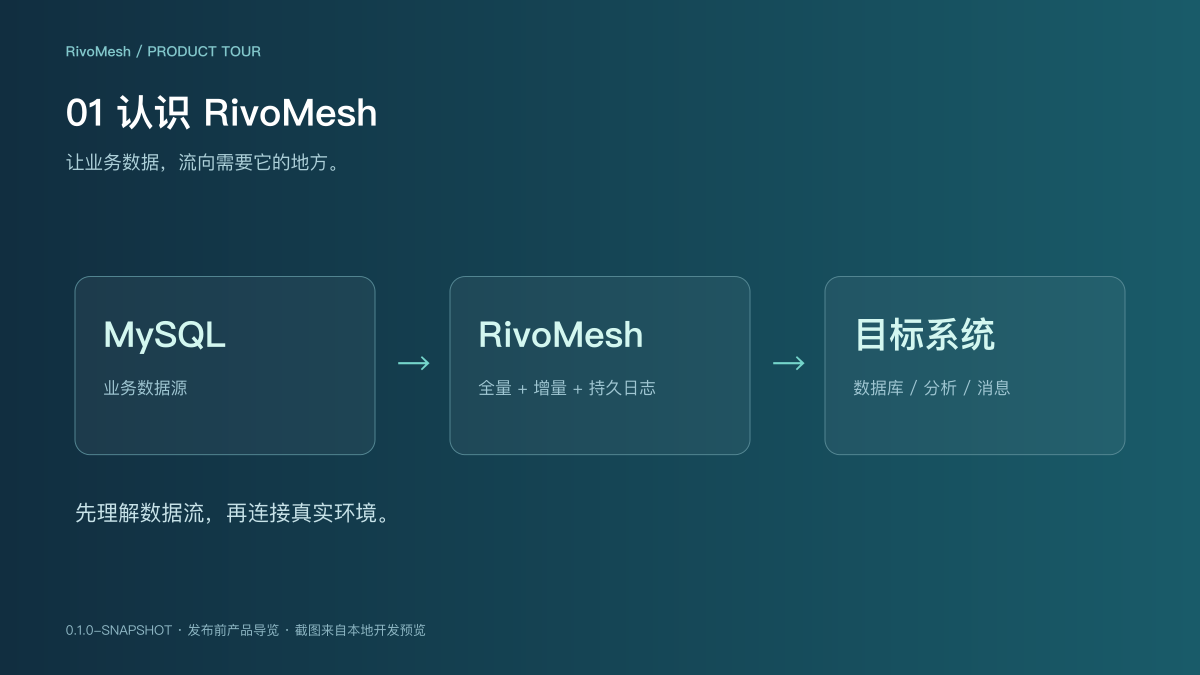 RivoMesh / PRODUCT TOUR
01 认识 RivoMesh
让业务数据，流向需要它的地方。
MySQL
业务数据源
→
RivoMesh
全量 + 增量 + 持久日志
→
目标系统
数据库 / 分析 / 消息
先理解数据流，再连接真实环境。
0.1.0-SNAPSHOT · 发布前产品导览 · 截图来自本地开发预览